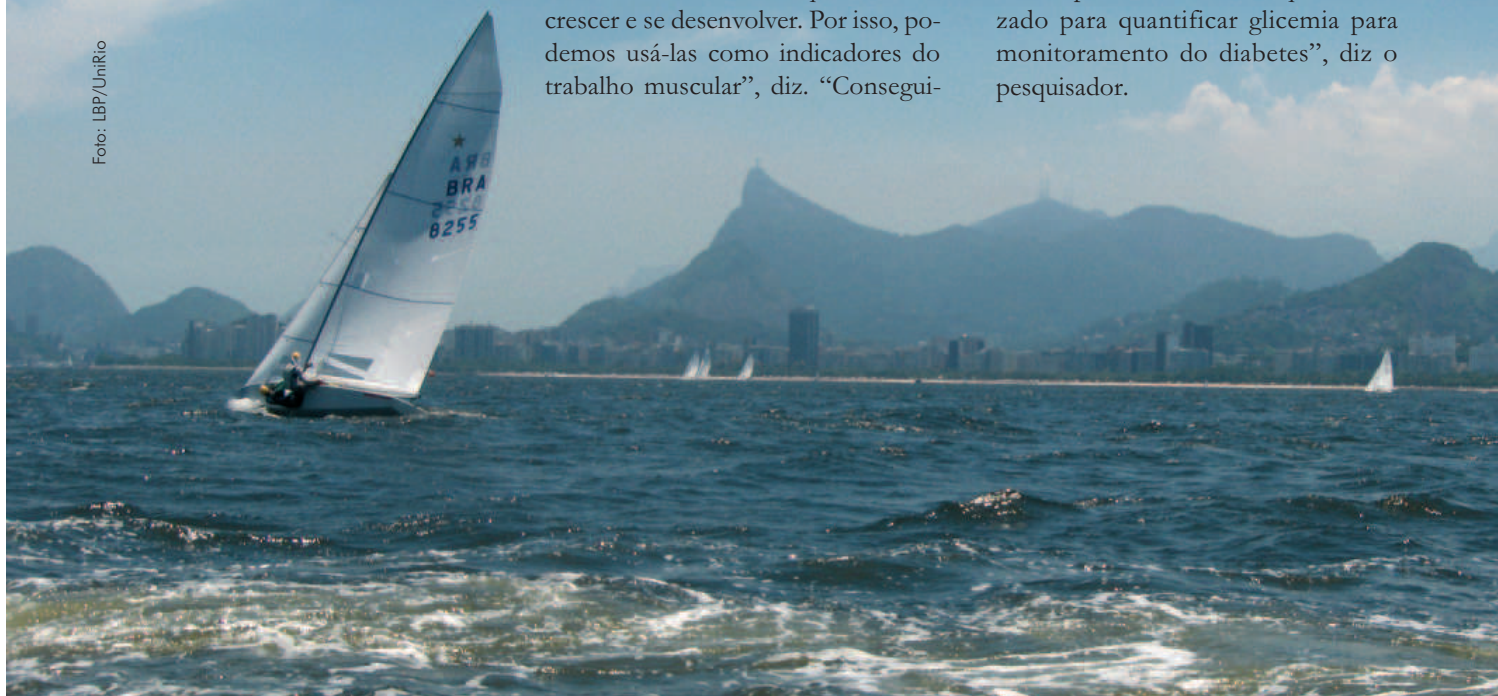 crescer e se desenvolver. Por isso, po-
demos usá-las como indicadores do
trabalho muscular”, diz. “Consegui-
zado para quantificar glicemia para
monitoramento do diabetes”, diz o
pesquisador.
Foto: LBP/UniRio
BRA
8255